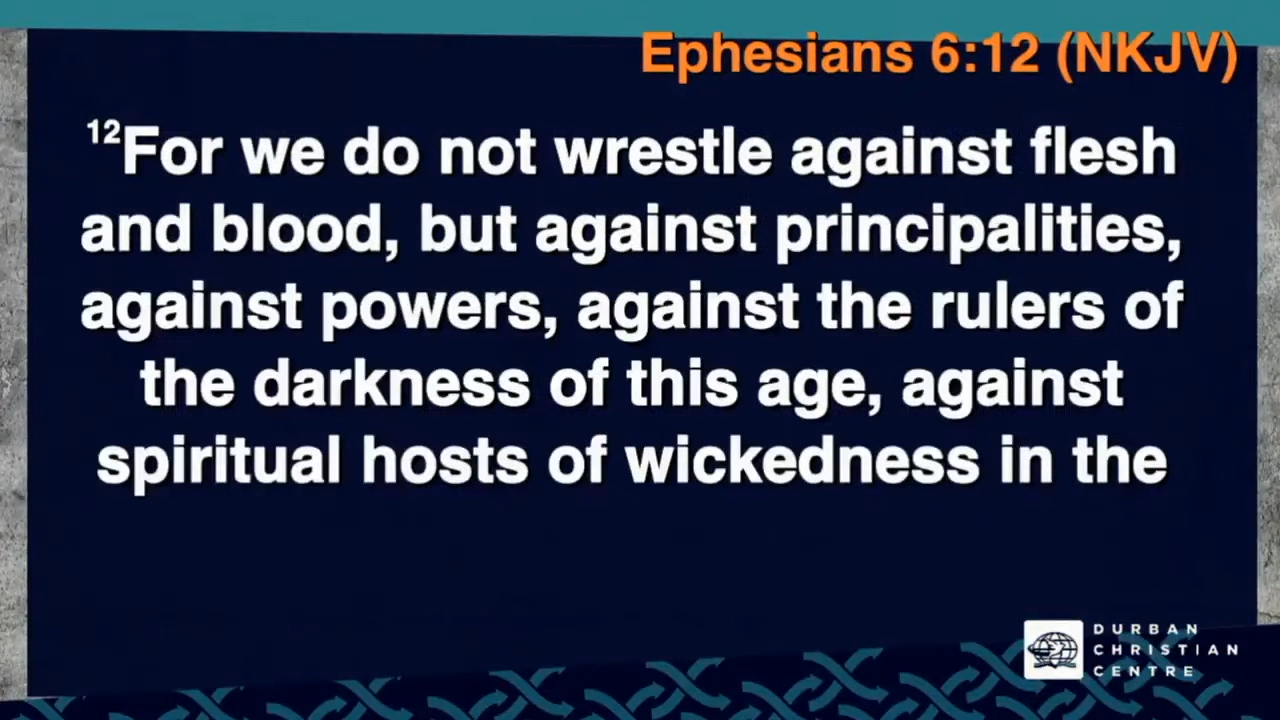 Ephesians 6:12 (NKJV)
12For we do not wrestle against flesh
and blood, but against principalities,
against powers, against the rulers of
the darkness of this age, against
spiritual hosts of wickedness in the
DURBAN
CHRISTIAN
CENTRE